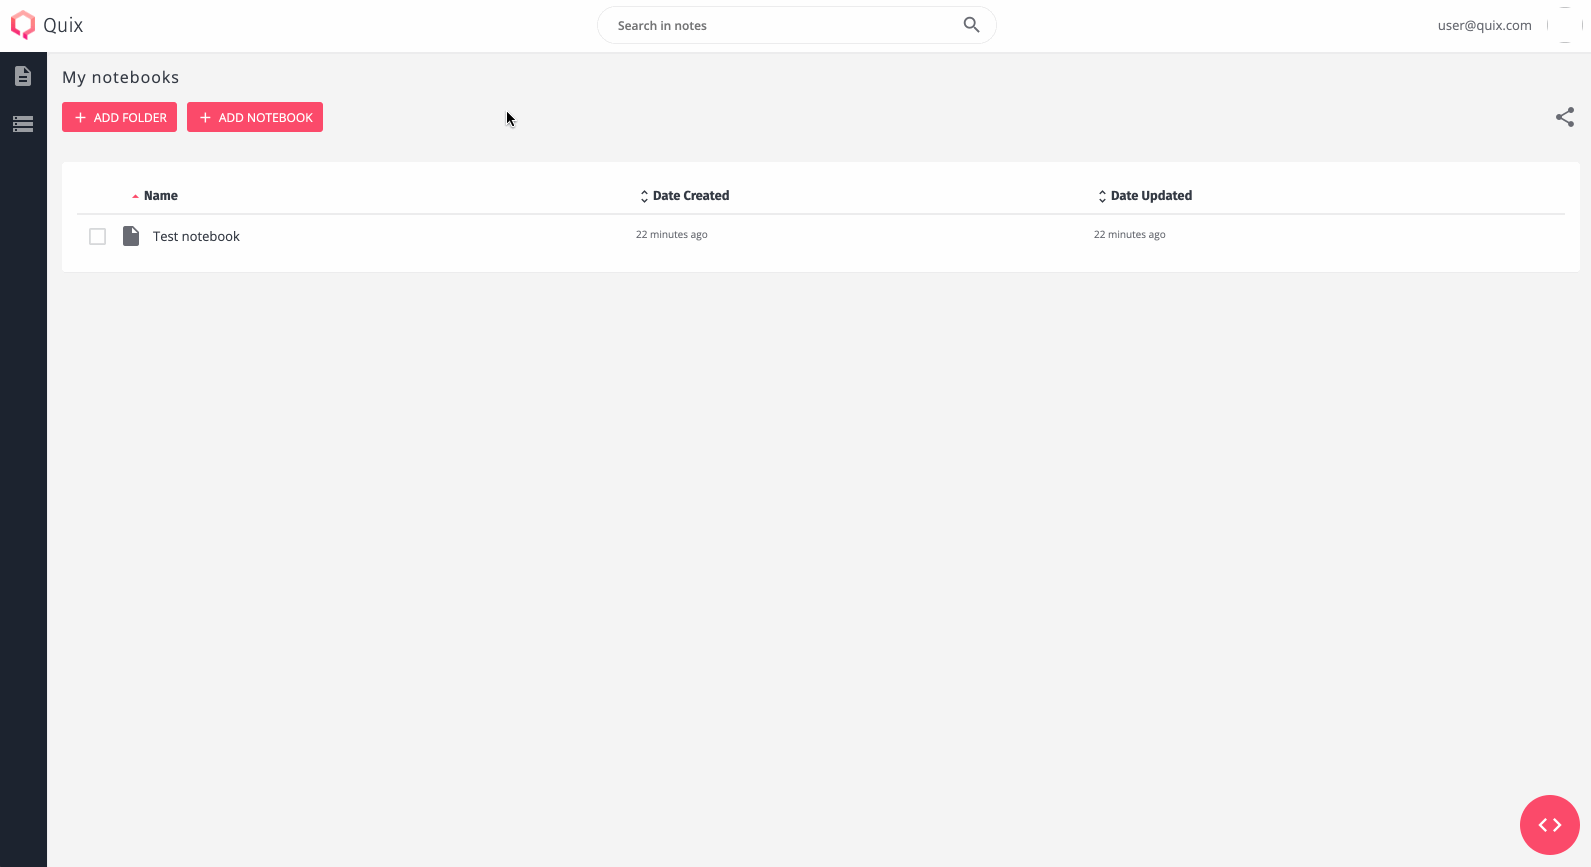 Quix
Search in notes
user@quix.com
My notebooks
ADD FOLDER
ADD NOTEBOOK
Name
Date Created
Date Updated
Test notebook
22 minutes ago
22 minutes ago